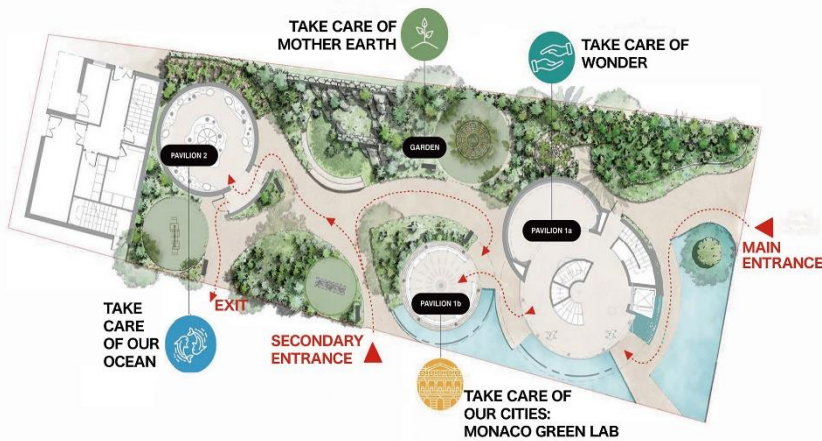 TAKE CARE OF
MOTHER EARTH
TAKE CARE OF
WONDER
PAVILION 2
GARDEN
PAVILION 1a
MAIN
ENTRANCE
PAVILION 1b
EXIT
TAKE
CARE
OF OUR
OCEAN
SECONDARY
ENTRANCE
TAKE CARE OF
OUR CITIES:
MONACO GREEN LAB